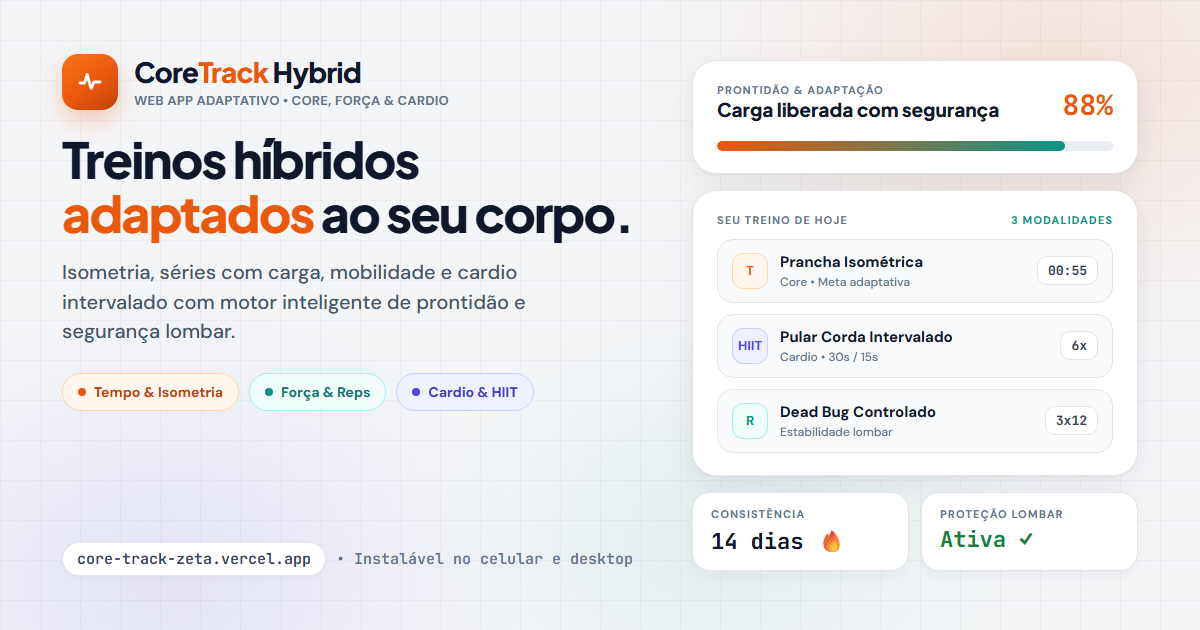 CoreTrack Hybrid
WEB APP ADAPTATIVO • CORE, FORÇA & CARDIO
Treinos híbridos
adaptados ao seu corpo.
Isometria, séries com carga, mobilidade e cardio
intervalado com motor inteligente de prontidão e
segurança lombar.
Tempo & Isometria
Força & Reps
Cardio & HIIT
core-track-zeta.vercel.app
• Instalável no celular e desktop
PRONTIDÃO & ADAPTAÇÃO
Carga liberada com segurança
88%
SEU TREINO DE HOJE
3 MODALIDADES
T
Prancha Isométrica
Core • Meta adaptativa
00:55
HIIT
Pular Corda Intervalado
Cardio • 30s / 15s
6x
R
Dead Bug Controlado
Estabilidade lombar
3x12
CONSISTÊNCIA
14 dias 🔥
PROTEÇÃO LOMBAR
Ativa ✓